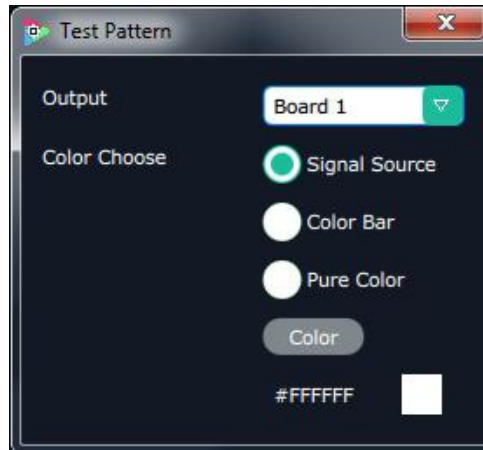 Test Pattern
Output
Board 1
Color Choose
Signal Source
Color Bar
Pure Color
Color
#FFFFFF